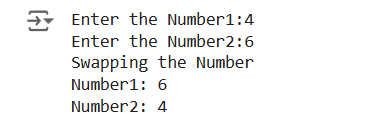 Enter the Number1:4
Enter the Number2:6
Swapping the Number
Number1: 6
Number2: 4